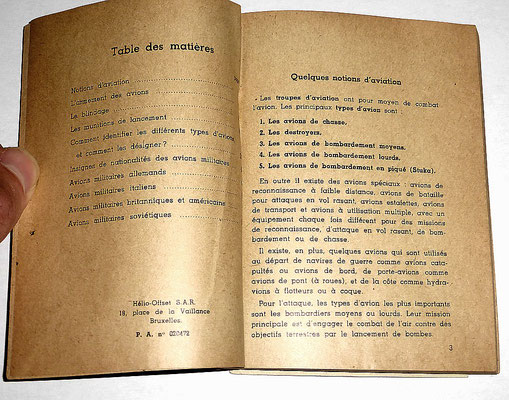 Table des matières
Notions d'aviation
L'armement des avions
Le blindage
Les munitions de lancement
Comment identifier les différents types d'avions
et comment les désigner ?
Insignes de nationalités des avions militaires
Avions militaires allemands
Avions militaires italiens
Avions militaires britanniques et américains
Avions militaires soviétiques
Hélio-Offset S.A.R.
18, place de la Vaillance
Bruxelles.
P. A. n° 020472
Quelques notions d'aviation
Les troupes d'aviation ont pour moyen de combat
l'avion. Les principaux types d'avion sont :
1. Les avions de chasse.
2. Les destroyers.
3. Les avions de bombardement moyens.
4. Les avions de bombardement lourds.
5. Les avions de bombardement en piqué (Stuka).
En outre il existe des avions spéciaux : avions de
reconnaissance à faible distance, avions de bataille
pour attaques en vol rasant, avions estafettes, avions
de transport et avions à utilisation multiple, avec un
équipement chaque fois différent pour des missions
de reconnaissance, d'attaque en vol rasant, de bom-
bardement ou de chasse.
Il existe, en plus, quelques avions qui sont utilisés
au départ de navires de guerre comme avions cata-
pultés ou avions de bord, de porte-avions comme
avions de pont (à roues), et de la côte comme hydra-
vions à flotteurs ou à coque.
Pour l'attaque, les types d'avion les plus importants
sont les bombardiers moyens ou lourds. Leur mission
principale est d'engager le combat de l'air contre des
objectifs terrestres par le lancement de bombes.
3